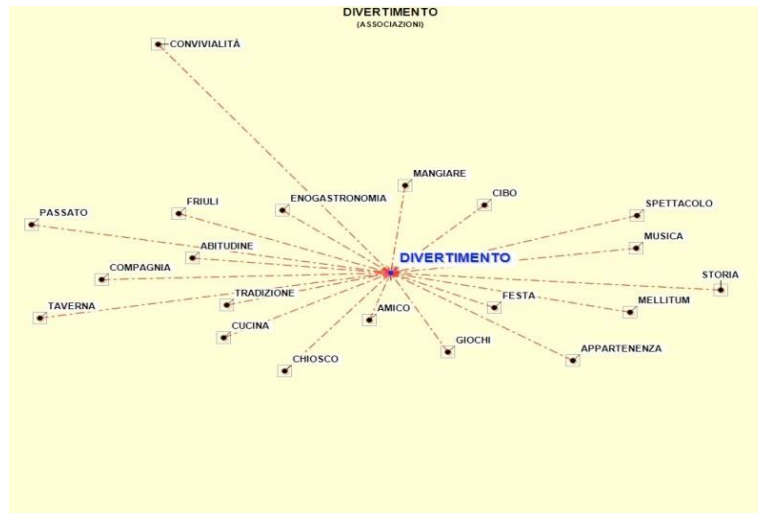 DIVERTIMENTO
(ASSOCIAZIONI)
CONVIVIALITÀ
MANGIARE
CIBO
ENOGASTRONOMIA
FRIULI
SPETTACOLO
PASSATO
MUSICA
ABITUDINE
DIVERTIMENTO
COMPAGNIA
STORIA
TRADIZIONE
FESTA
MELLITUM
TAVERNA
AMICO
CUCINA
GIOCHI
APPARTENENZA
CHIOSCO